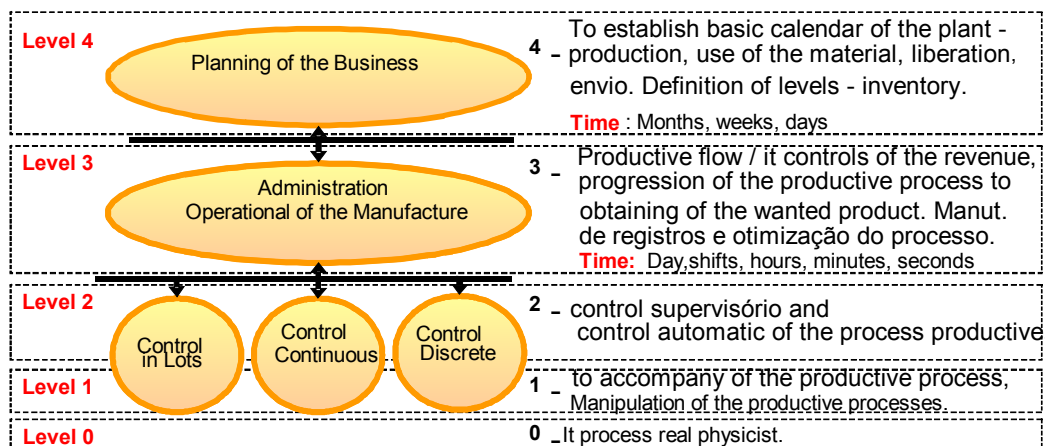 Level 4
Planning of the Business
4 - To establish basic calendar of the plant -
production, use of the material, liberation,
envio. Definition of levels - inventory.
Time : Months, weeks, days
Level 3
Administration
Operational of the Manufacture
3 - Productive flow / it controls of the revenue,
progression of the productive process to
obtaining of the wanted product. Manut.
de registros e otimização do processo.
Time: Day,shifts, hours, minutes, seconds
Level 2
Control
in Lots
Control
Continuous
Control
Discrete
2 - control supervisório and
control automatic of the process productive
Level 1
1 - to accompany of the productive process,
Manipulation of the productive processes.
Level 0
0 -It process real physicist.